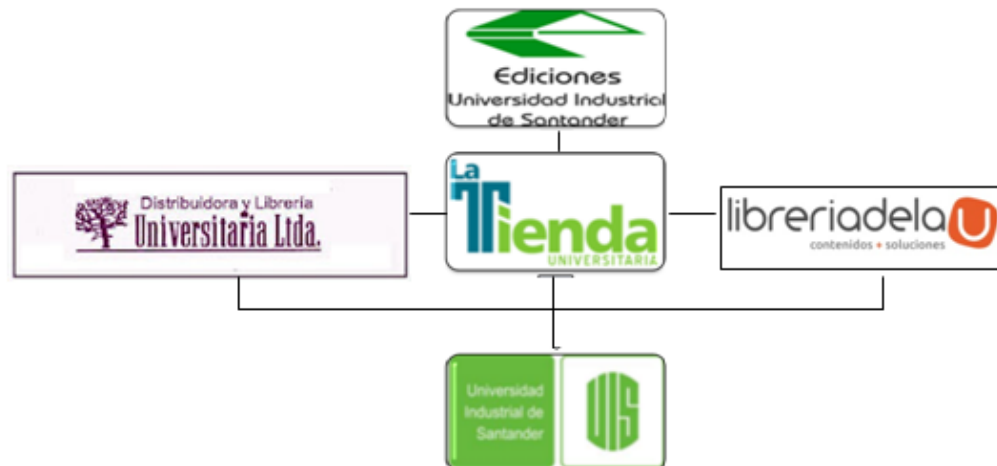 Ediciones
Universidad Industrial
de Santander
Distribuidora y Librería
Universitaria Ltda.
La
Tienda
UNIVERSITARIA
libreriadelaU
contenidos + soluciones
Universidad
Industrial de
Santander
UIS